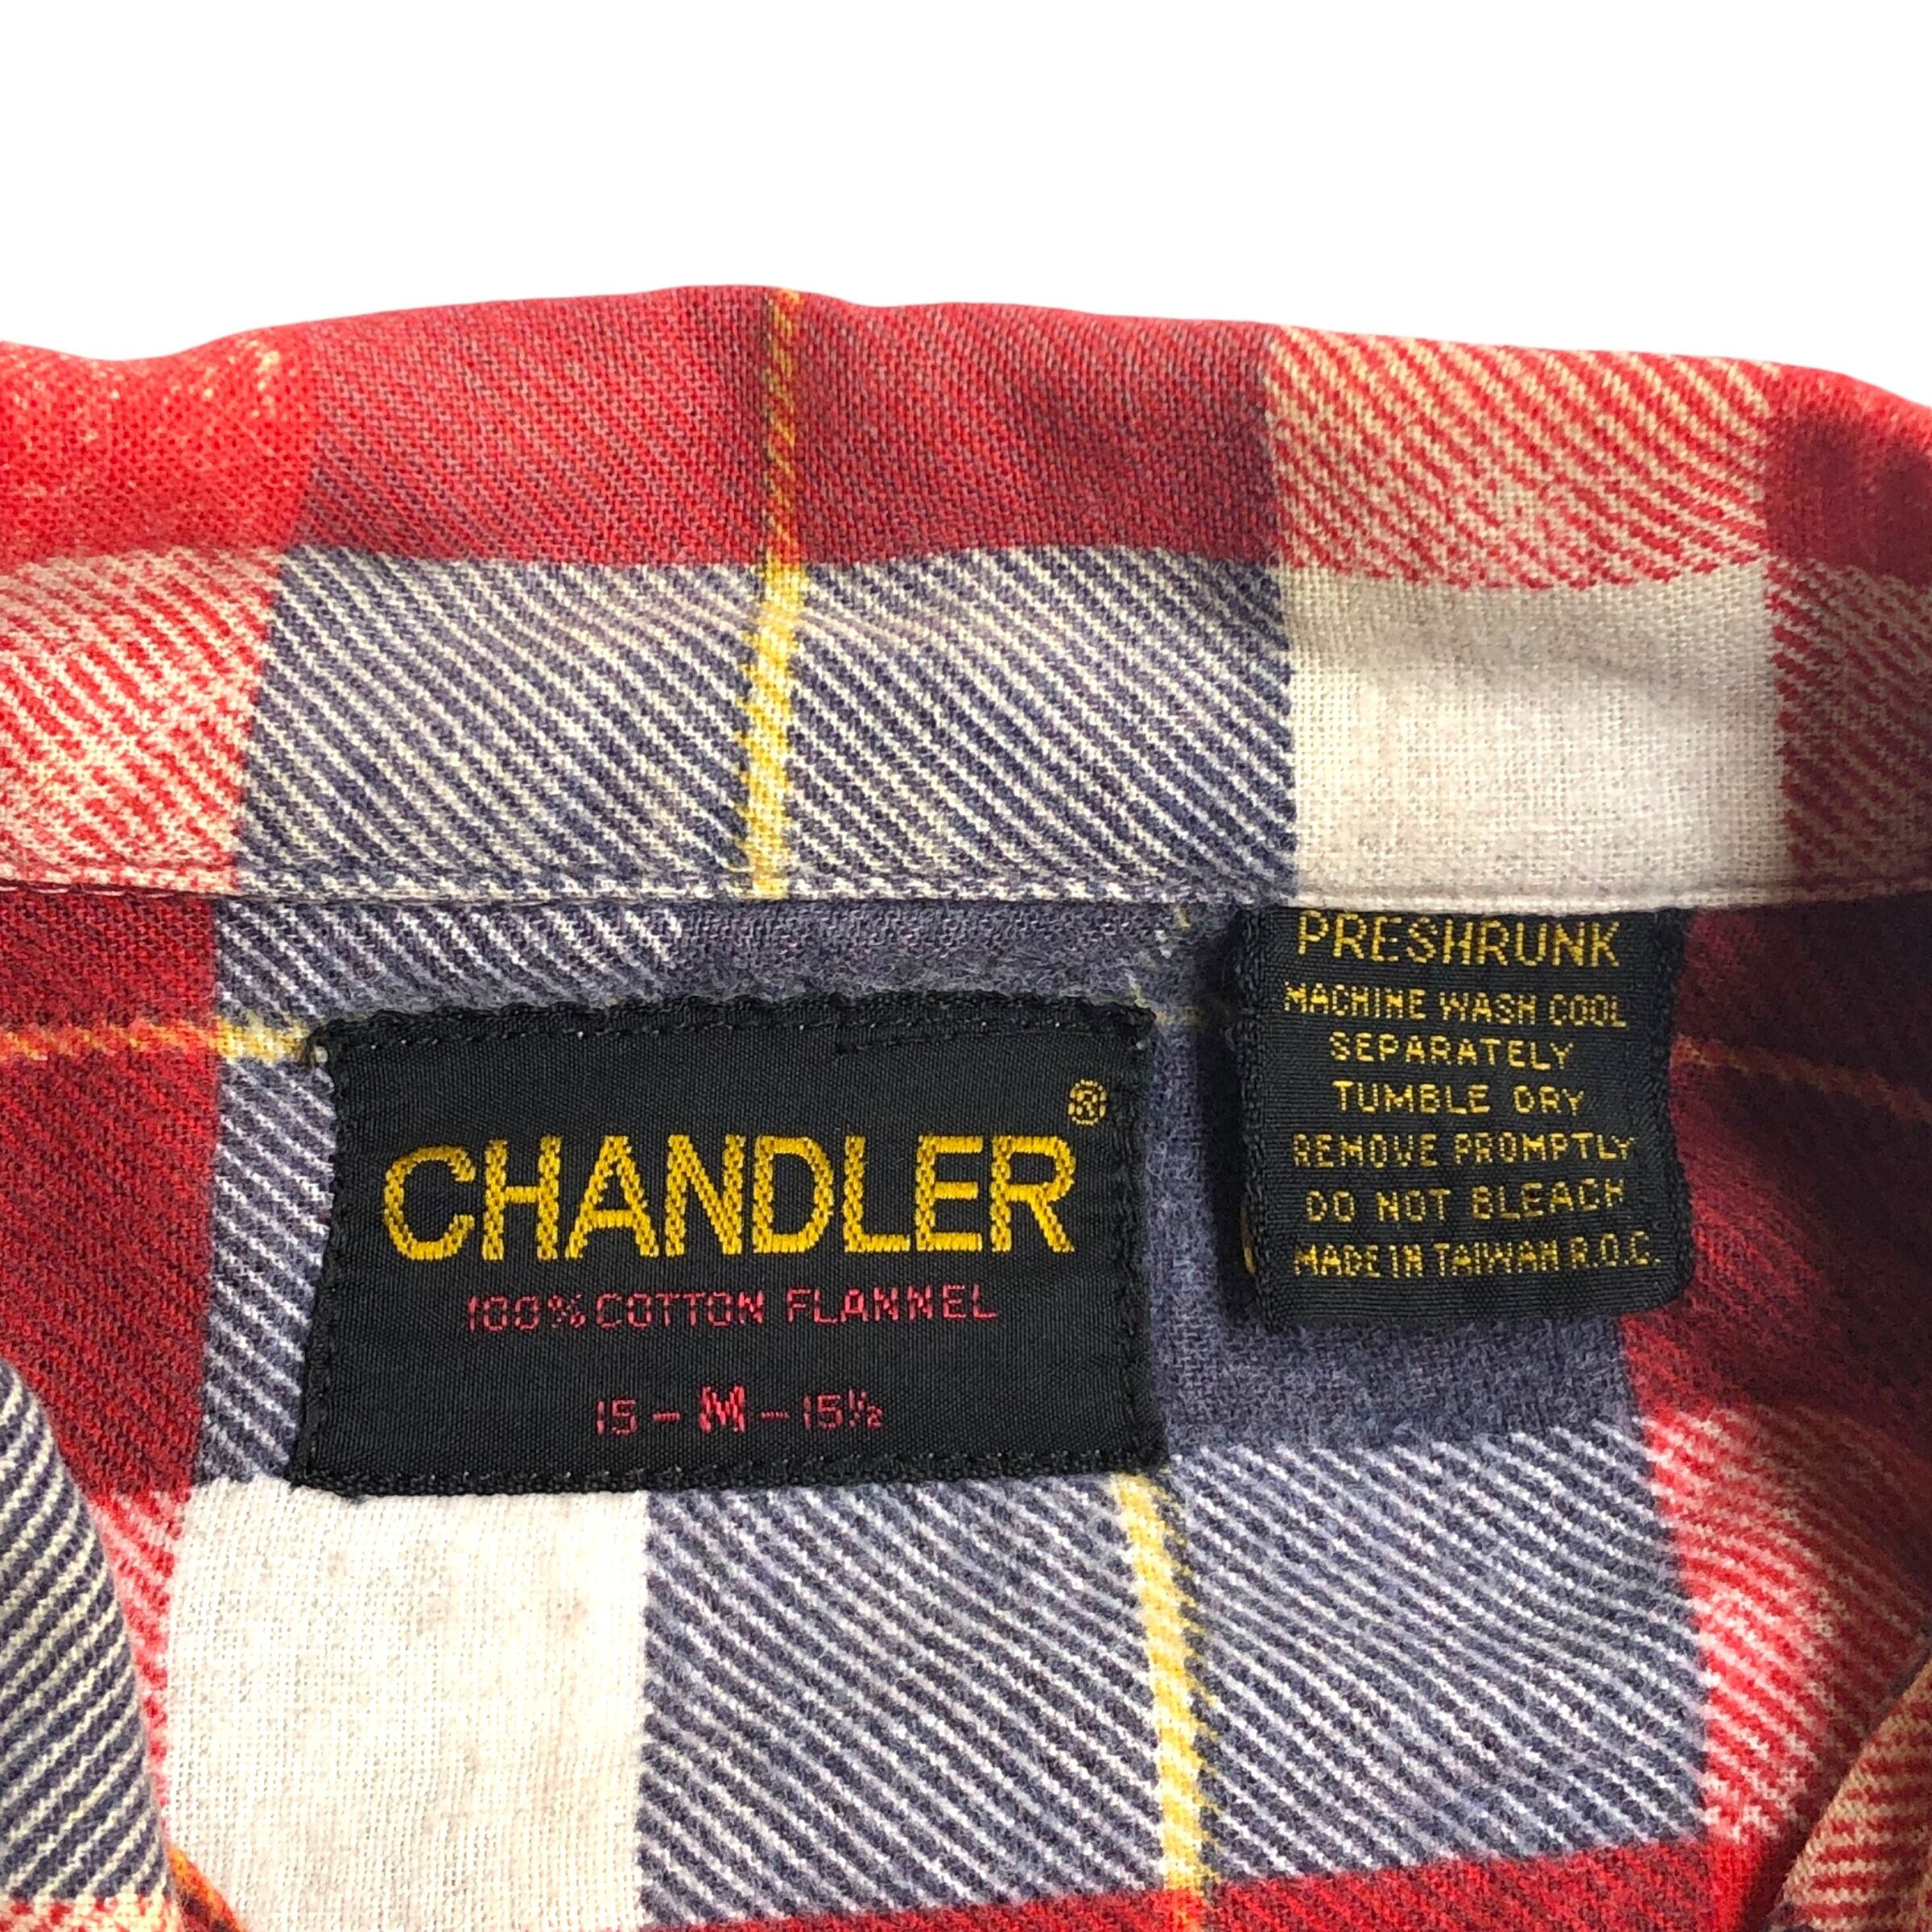 CHANDLER®
100% COTTON FLANNEL
15-M-15½
PRESHRUNK
MACHINE WASH COOL
SEPARATELY
TUMBLE DRY
REMOVE PROMPTLY
DO NOT BLEACH
MADE IN TAIWAN R.O.C.